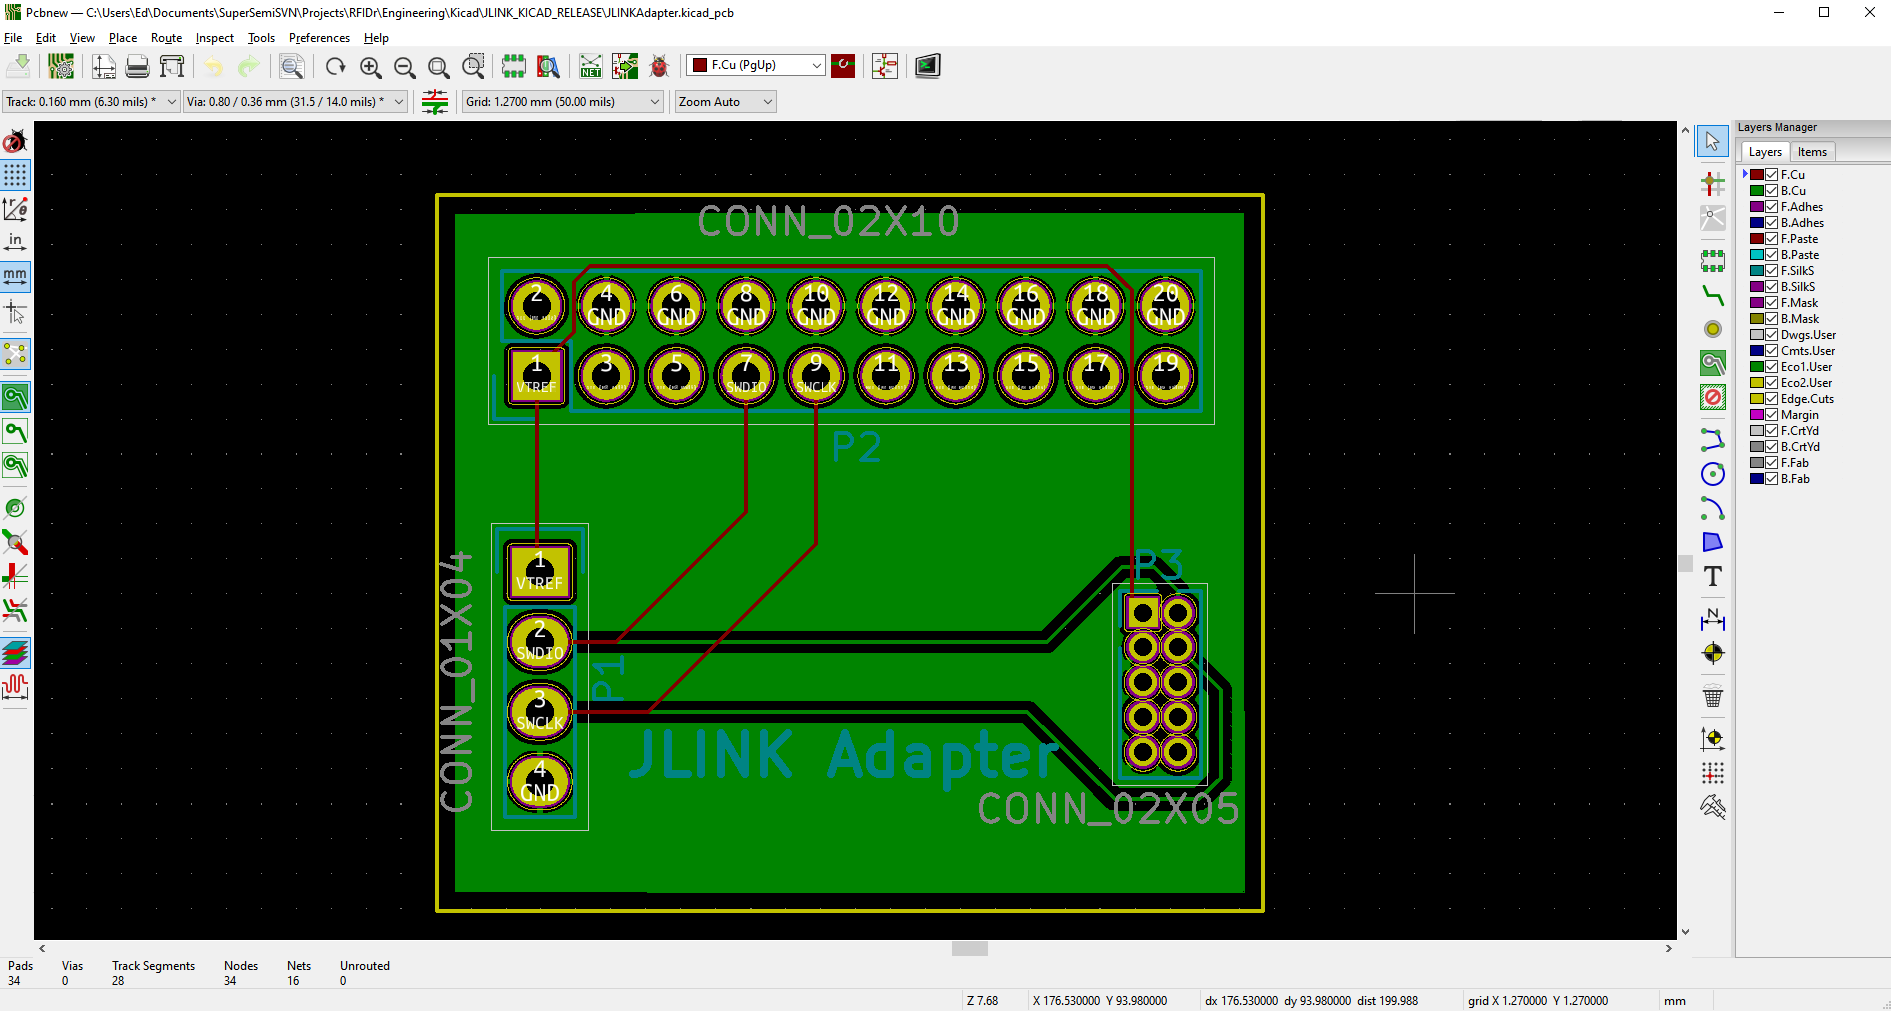 Pcbnew — C:\Users\Ed\Documents\SuperSemiSVN\Projects\RFIDr\Engineering\Kicad\JLINK_KICAD_RELEASE\JLINKAdapter.kicad_pcb
File Edit View Place Route Inspect Tools Preferences Help
NET F.Cu (PgUp)
Track: 0.160 mm (6.30 mils) * Via: 0.80 / 0.36 mm (31.5 / 14.0 mils) * Grid: 1.2700 mm (50.00 mils) Zoom Auto
Layers Manager
Layers Items
F.Cu
B.Cu
F.Adhes
B.Adhes
F.Paste
B.Paste
F.SilkS
B.SilkS
F.Mask
B.Mask
Dwgs.User
Cmts.User
Eco1.User
Eco2.User
Edge.Cuts
Margin
F.CrtYd
B.CrtYd
F.Fab
B.Fab
in
mm
T
N
CONN_02X10
2 4 6 8 10 12 14 16 18 20
GND GND GND GND GND GND GND GND GND
1 3 5 7 9 11 13 15 17 19
VTREF SWDIO SWCLK
P2
CONN_01X04
1
VTREF
2
SWDIO
3
SWCLK
4
GND
P1
P3
JLINK Adapter
CONN_02X05
Pads Vias Track Segments Nodes Nets Unrouted
34 0 28 34 16 0
Z 7.68 X 176.530000 Y 93.980000 dx 176.530000 dy 93.980000 dist 199.988 grid X 1.270000 Y 1.270000 mm